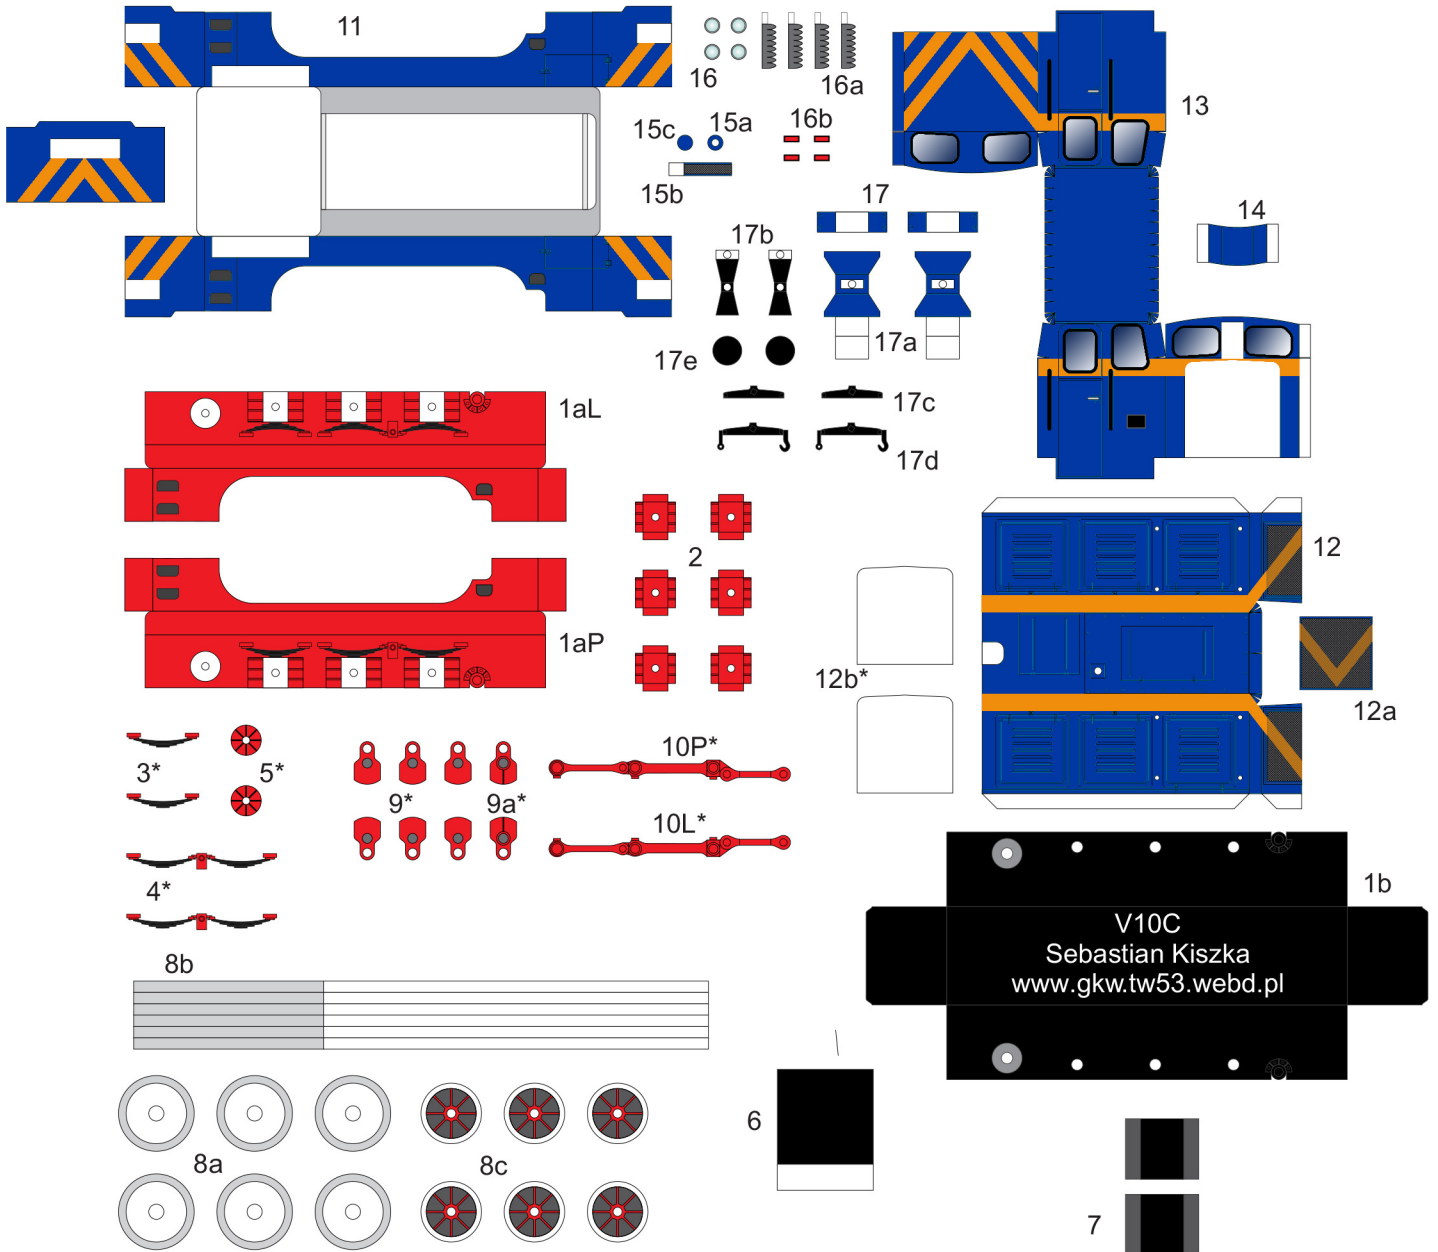 11
16
16a
13
15c
15a
16b
15b
17
14
17b
17a
17e
17c
17d
1aL
12
2
1aP
12b*
12a
3*
5*
9*
9a*
10P*
10L*
4*
1b
V10C
Sebastian Kiszka
www.gkw.tw53.webd.pl
8b
6
8a
8c
7